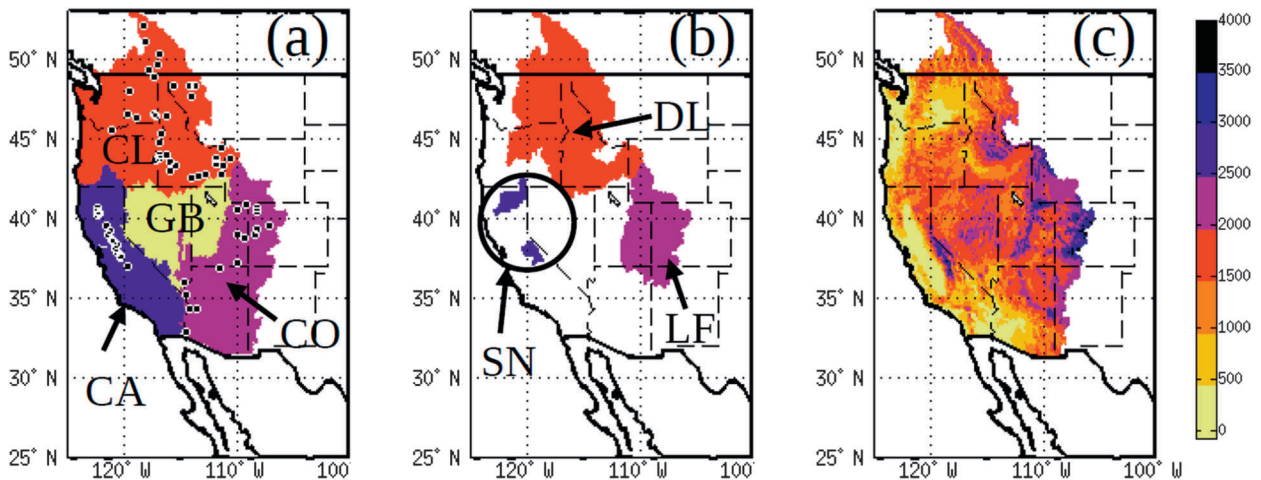 (a)
(b)
(c)
50° N
45° N
40° N
35° N
30° N
25° N
120° W
110° W
100
CL
GB
CO
CA
50° N
45° N
40° N
35° N
30° N
25° N
120° W
110° W
100
DL
SN
LF
50° N
45° N
40° N
35° N
30° N
25° N
120° W
110° W
100° W
4000
3500
3000
2500
2000
1500
1000
500
0